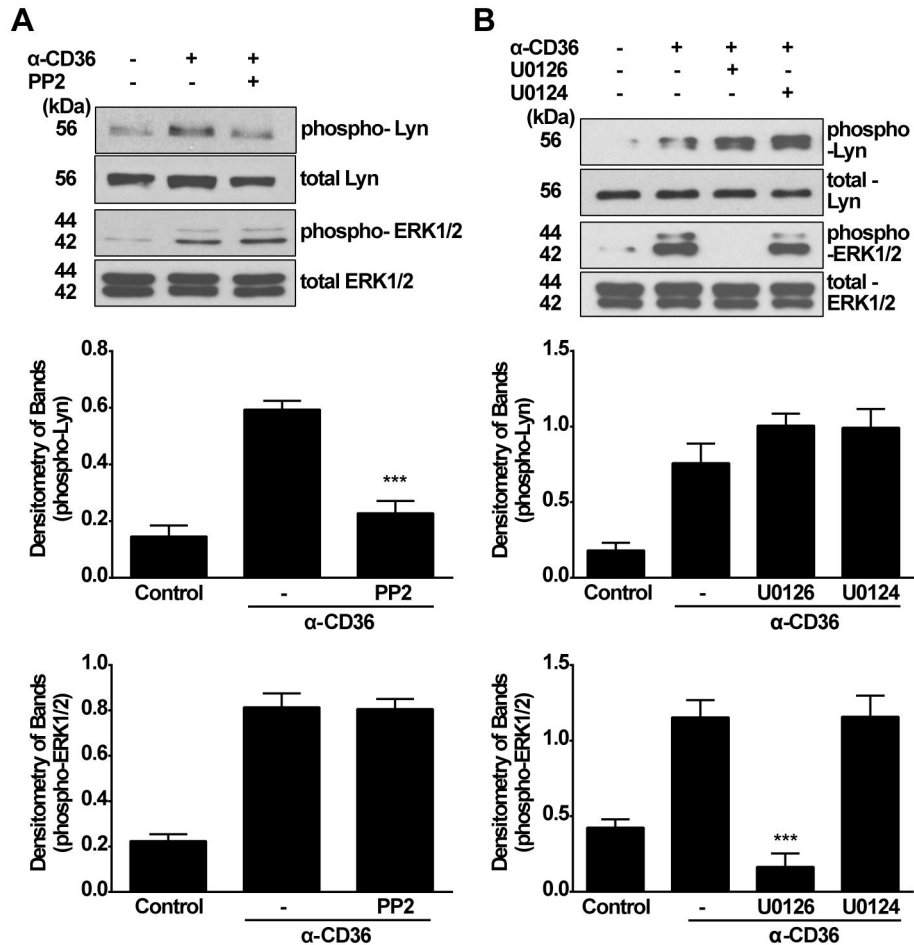 A
α-CD36 - + +
PP2 - - +
(kDa)
56 phospho- Lyn
56 total Lyn
44
42 phospho- ERK1/2
44
42 total ERK1/2
Densitometry of Bands
(phospho-Lyn)
0.8
0.6
0.4
0.2
0.0
***
Control - PP2
α-CD36
Densitometry of Bands
(phospho-ERK1/2)
1.0
0.8
0.6
0.4
0.2
0.0
Control - PP2
α-CD36
B
α-CD36 - + + +
U0126 - - + -
U0124 - - - +
(kDa)
56 phospho
-Lyn
56 total -
Lyn
44 phospho
42 -ERK1/2
44 total -
42 ERK1/2
Densitometry of Bands
(phospho-Lyn)
1.5
1.0
0.5
0.0
Control - U0126 U0124
α-CD36
Densitometry of Bands
(phospho-ERK1/2)
1.5
1.0
0.5
0.0
***
Control - U0126 U0124
α-CD36